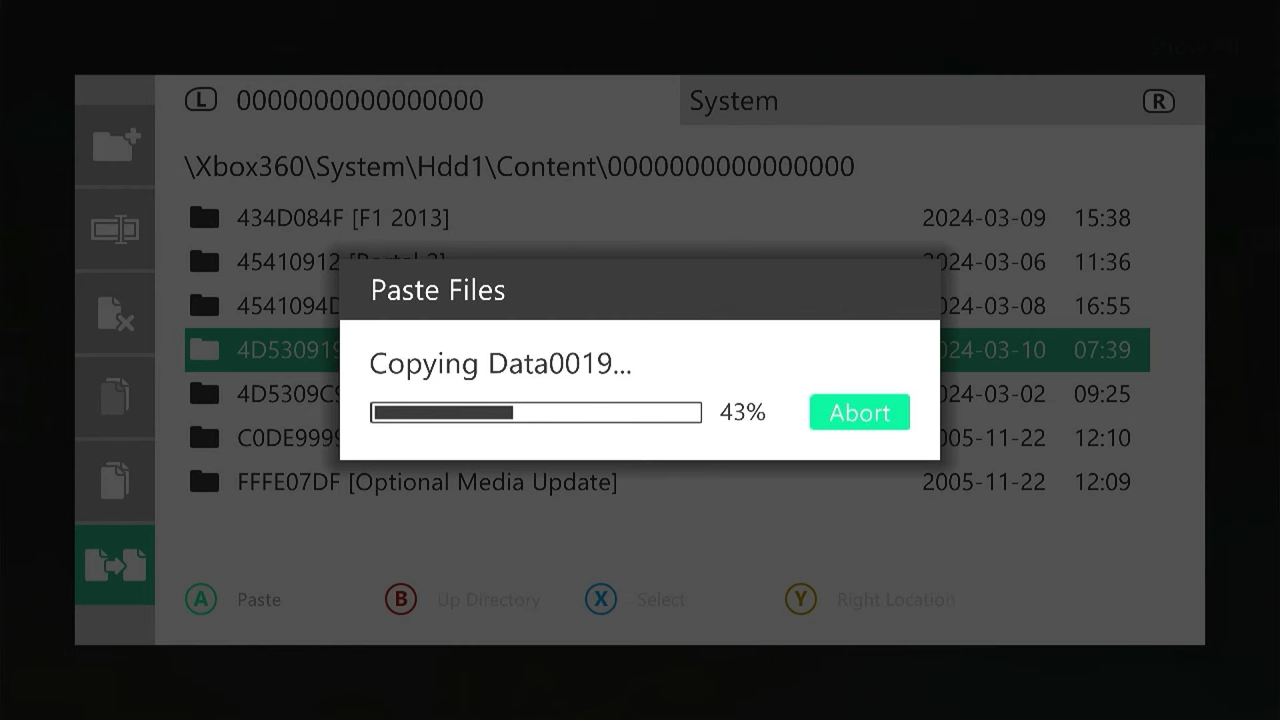 L 0000000000000000 System R
\Xbox360\System\Hdd1\Content\0000000000000000
434D084F [F1 2013] 2024-03-09 15:38
45410912 [Portal 2] 2024-03-06 11:36
4541094D 2024-03-08 16:55
4D530919 2024-03-10 07:39
4D5309C9 2024-03-02 09:25
C0DE9999 2005-11-22 12:10
FFFE07DF [Optional Media Update] 2005-11-22 12:09
Paste Files
Copying Data0019...
43% Abort
A Paste B Up Directory X Select Y Right Location